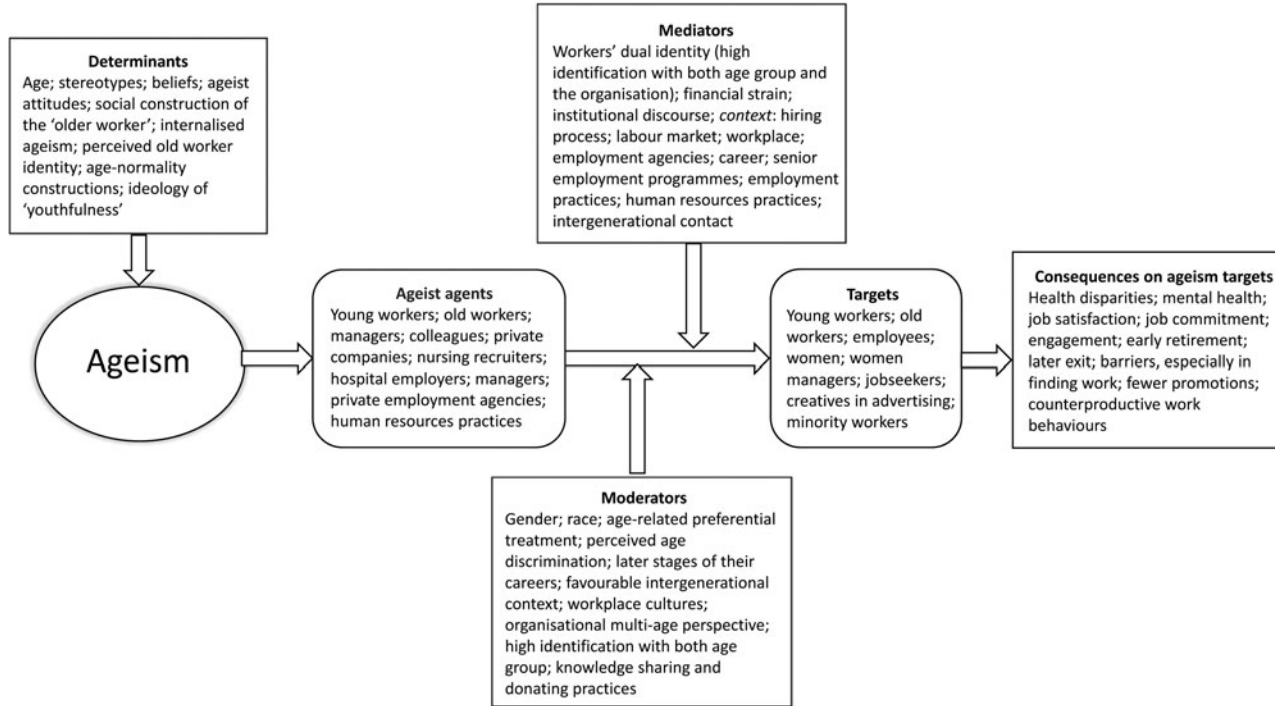 Determinants
Age; stereotypes; beliefs; ageist
attitudes; social construction of
the ‘older worker’; internalised
ageism; perceived old worker
identity; age-normality
constructions; ideology of
‘youthfulness’
Mediators
Workers’ dual identity (high
identification with both age group and
the organisation); financial strain;
institutional discourse; context: hiring
process; labour market; workplace;
employment agencies; career; senior
employment programmes; employment
practices; human resources practices;
intergenerational contact
Ageism
Ageist agents
Young workers; old workers;
managers; colleagues; private
companies; nursing recruiters;
hospital employers; managers;
private employment agencies;
human resources practices
Targets
Young workers; old
workers; employees;
women; women
managers; jobseekers;
creatives in advertising;
minority workers
Consequences on ageism targets
Health disparities; mental health;
job satisfaction; job commitment;
engagement; early retirement;
later exit; barriers, especially in
finding work; fewer promotions;
counterproductive work
behaviours
Moderators
Gender; race; age-related preferential
treatment; perceived age
discrimination; later stages of their
careers; favourable intergenerational
context; workplace cultures;
organisational multi-age perspective;
high identification with both age
group; knowledge sharing and
donating practices